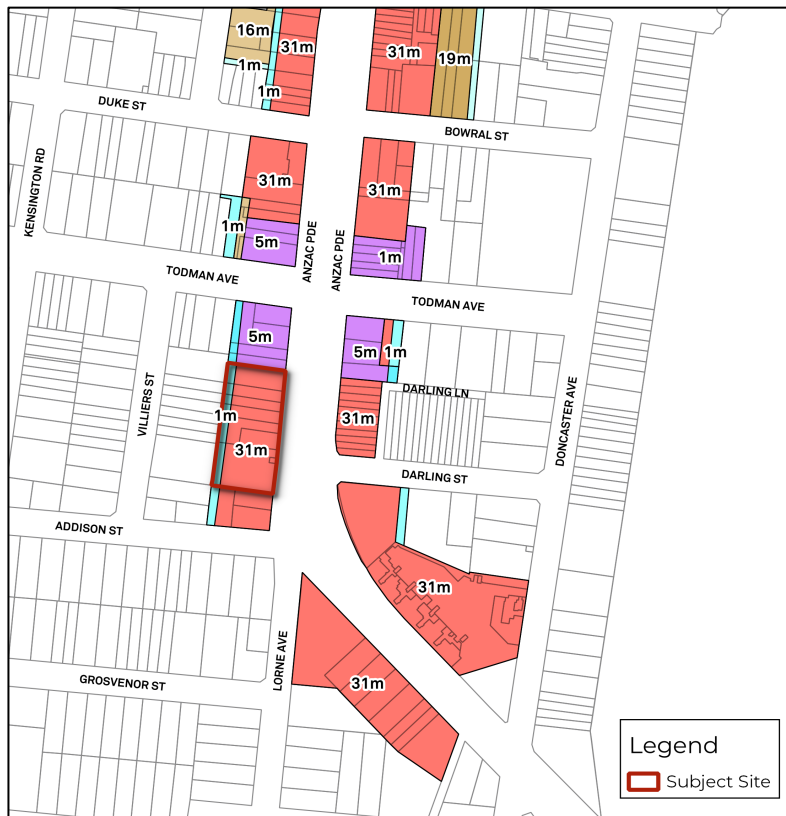 16m
31m
31m
19m
1m
1m
DUKE ST
BOWRAL ST
KENSINGTON RD
31m
31m
1m
5m
ANZAC PDE
ANZAC PDE
1m
TODMAN AVE
TODMAN AVE
5m
5m
1m
VILLIERS ST
DARLING LN
DONCASTER AVE
1m
31m
31m
DARLING ST
ADDISON ST
31m
LORNE AVE
GROSVENOR ST
31m
Legend
Subject Site